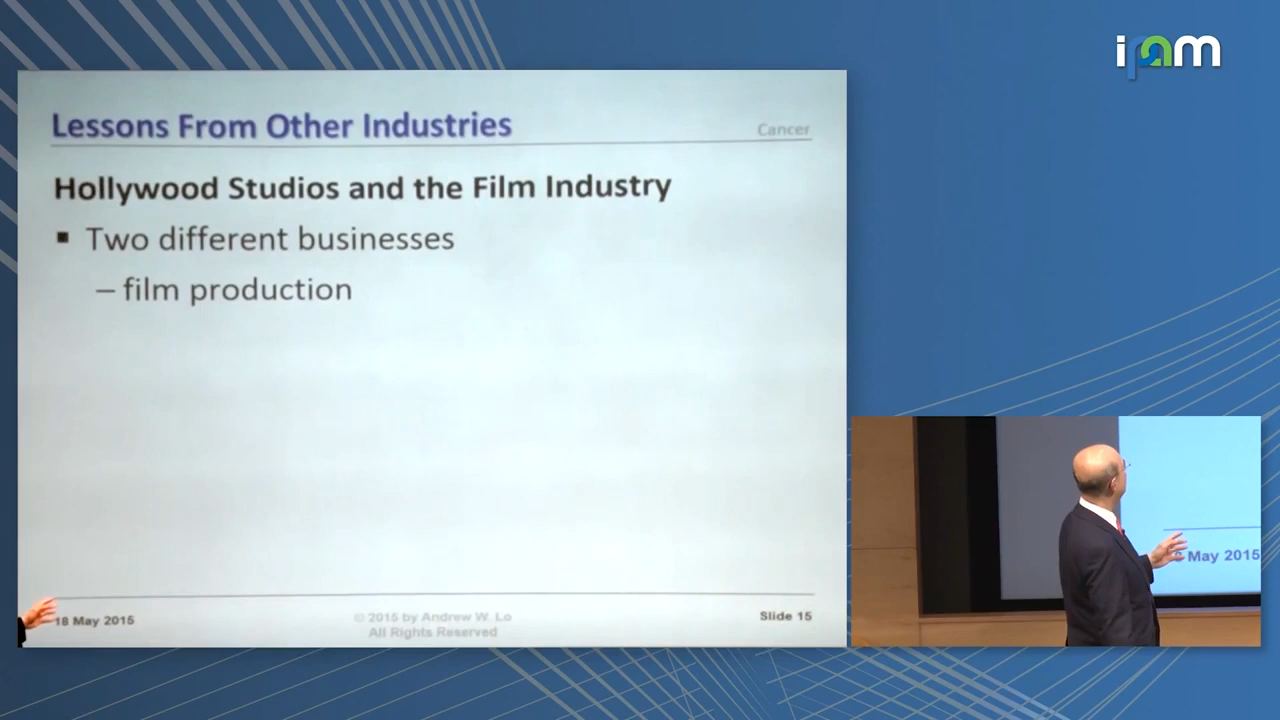 ipam
Lessons From Other Industries
Cancer
Hollywood Studios and the Film Industry
▪ Two different businesses
– film production
18 May 2015
© 2015 by Andrew W. Lo
All Rights Reserved
Slide 15
May 2015